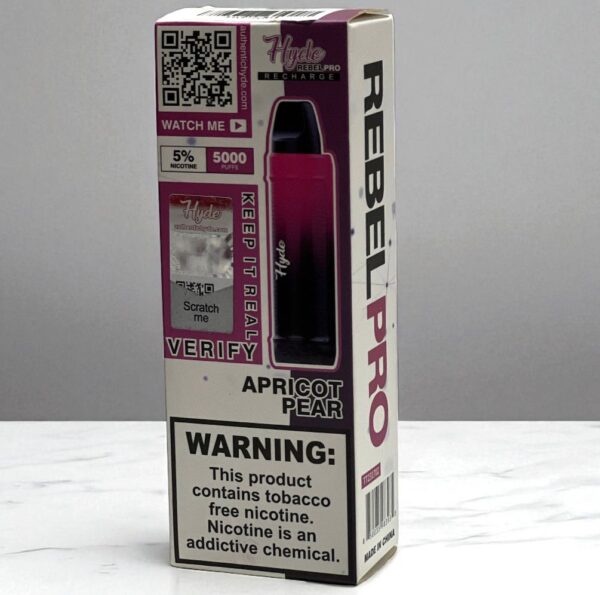 authentichyde.com
WATCH ME
Hyde
REBEL PRO
RECHARGE
5%
NICOTINE
5000
PUFFS
Hyde
authentichyde.com
Scratch
me
KEEP IT REAL
VERIFY
Hyde
APRICOT
PEAR
WARNING:
This product
contains tobacco
free nicotine.
Nicotine is an
addictive chemical.
REBEL PRO
MADE IN CHINA